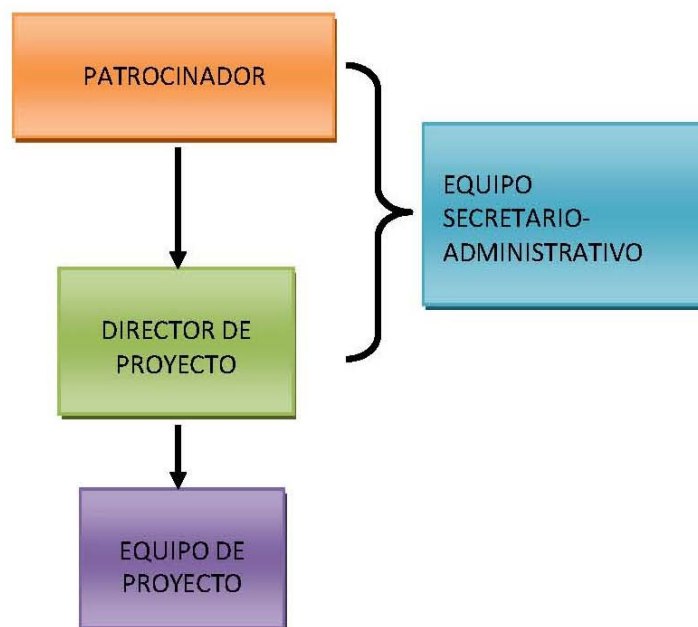 PATROCINADOR
EQUIPO
SECRETARIO-
ADMINISTRATIVO
DIRECTOR DE
PROYECTO
EQUIPO DE
PROYECTO